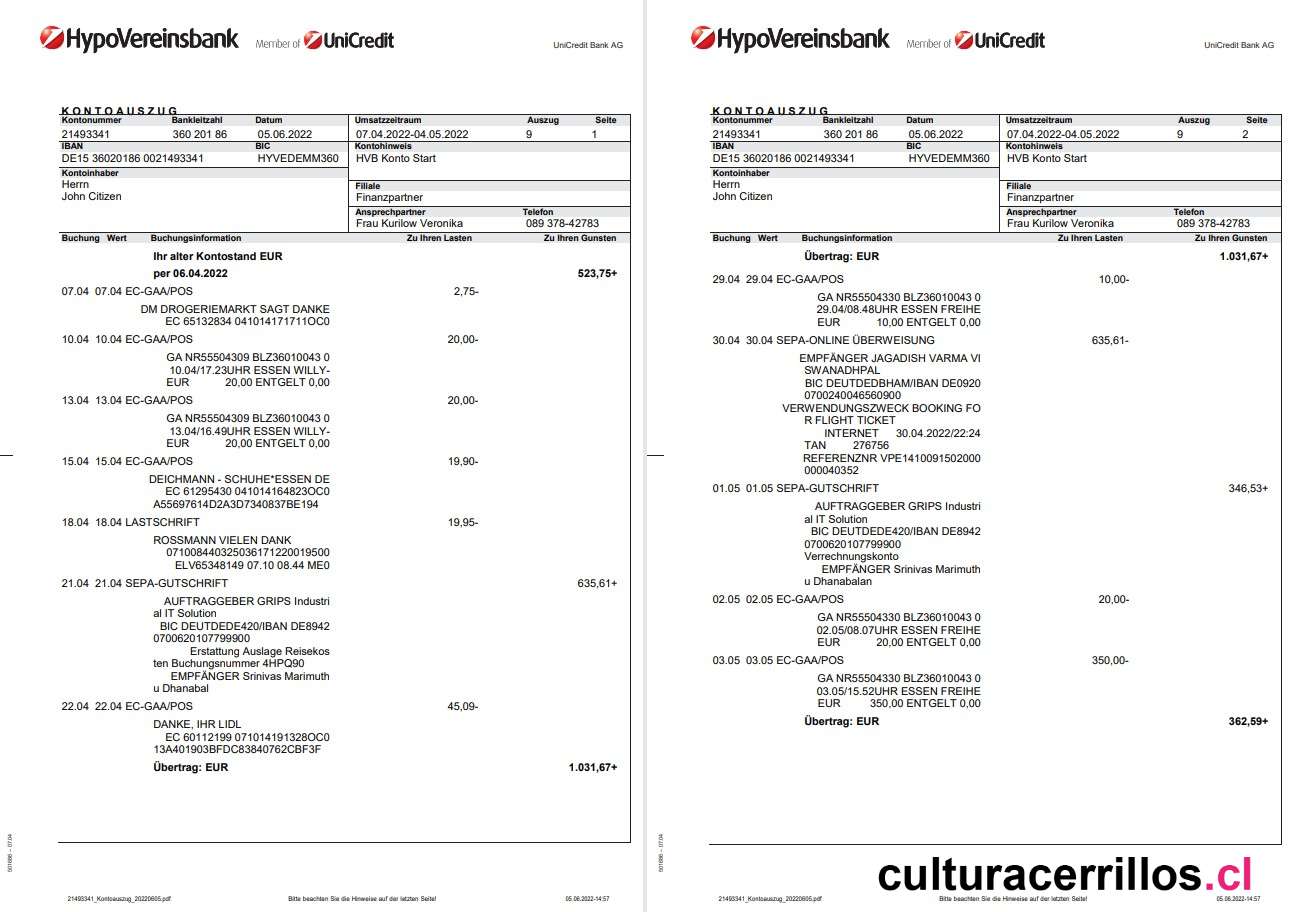 HypoVereinsbank Member of UniCredit
UniCredit Bank AG
KONTOAUSZUG
Kontonummer Bankleitzahl Datum Umsatzzeitraum Auszug Seite
21493341 360 201 86 05.06.2022 07.04.2022-04.05.2022 9 1
IBAN BIC Kontohinweis
DE15 36020186 0021493341 HYVEDEMM360 HVB Konto Start
Kontoinhaber
Herrn
Filiale
John Citizen
Finanzpartner
Ansprechpartner Telefon
Frau Kurilow Veronika 089 378-42783
Buchung Wert Buchungsinformation Zu Ihren Lasten Zu Ihren Gunsten
Ihr alter Kontostand EUR
per 06.04.2022 523,75+
07.04 07.04 EC-GAA/POS 2,75-
DM DROGERIEMARKT SAGT DANKE
EC 65132834 041014171711OC0
10.04 10.04 EC-GAA/POS 20,00-
GA NR55504309 BLZ36010043 0
10.04/17.23UHR ESSEN WILLY-
EUR 20,00 ENTGELT 0,00
13.04 13.04 EC-GAA/POS 20,00-
GA NR55504309 BLZ36010043 0
13.04/16.49UHR ESSEN WILLY-
EUR 20,00 ENTGELT 0,00
15.04 15.04 EC-GAA/POS 19,90-
DEICHMANN - SCHUHE*ESSEN DE
EC 61295430 041014164823OC0
A55697614D2A3D7340837BE194
18.04 18.04 LASTSCHRIFT 19,95-
ROSSMANN VIELEN DANK
071008440325036171220019500
ELV65348149 07.10 08.44 ME0
21.04 21.04 SEPA-GUTSCHRIFT 635,61+
AUFTRAGGEBER GRIPS Industri
al IT Solution
BIC DEUTDEDE420/IBAN DE8942
0700620107799900
Erstattung Auslage Reisekos
ten Buchungsnummer 4HPQ90
EMPFÄNGER Srinivas Marimuth
u Dhanabal
22.04 22.04 EC-GAA/POS 45,09-
DANKE, IHR LIDL
EC 60112199 071014191328OC0
13A401903BFDC83840762CBF3F
Übertrag: EUR 1.031,67+
501686 – 07.04
21493341_Kontoauszug_20220605.pdf Bitte beachten Sie die Hinweise auf der letzten Seite! 05.06.2022-14:57
HypoVereinsbank Member of UniCredit
UniCredit Bank AG
KONTOAUSZUG
Kontonummer Bankleitzahl Datum Umsatzzeitraum Auszug Seite
21493341 360 201 86 05.06.2022 07.04.2022-04.05.2022 9 2
IBAN BIC Kontohinweis
DE15 36020186 0021493341 HYVEDEMM360 HVB Konto Start
Kontoinhaber
Herrn
Filiale
John Citizen
Finanzpartner
Ansprechpartner Telefon
Frau Kurilow Veronika 089 378-42783
Buchung Wert Buchungsinformation Zu Ihren Lasten Zu Ihren Gunsten
Übertrag: EUR 1.031,67+
29.04 29.04 EC-GAA/POS 10,00-
GA NR55504330 BLZ36010043 0
29.04/08.48UHR ESSEN FREIHE
EUR 10,00 ENTGELT 0,00
30.04 30.04 SEPA-ONLINE ÜBERWEISUNG 635,61-
EMPFÄNGER JAGADISH VARMA VI
SWANADHPAL
BIC DEUTDEDBHAM/IBAN DE0920
0700240046560900
VERWENDUNGSZWECK BOOKING FO
R FLIGHT TICKET
INTERNET 30.04.2022/22:24
TAN 276756
REFERENZNR VPE1410091502000
000040352
01.05 01.05 SEPA-GUTSCHRIFT 346,53+
AUFTRAGGEBER GRIPS Industri
al IT Solution
BIC DEUTDEDE420/IBAN DE8942
0700620107799900
Verrechnungskonto
EMPFÄNGER Srinivas Marimuth
u Dhanabalan
02.05 02.05 EC-GAA/POS 20,00-
GA NR55504330 BLZ36010043 0
02.05/08.07UHR ESSEN FREIHE
EUR 20,00 ENTGELT 0,00
03.05 03.05 EC-GAA/POS 350,00-
GA NR55504330 BLZ36010043 0
03.05/15.52UHR ESSEN FREIHE
EUR 350,00 ENTGELT 0,00
Übertrag: EUR 362,59+
501686 – 07.04
culturacerrillos.cl
21493341_Kontoauszug_20220605.pdf Bitte beachten Sie die Hinweise auf der letzten Seite! 05.06.2022-14:57